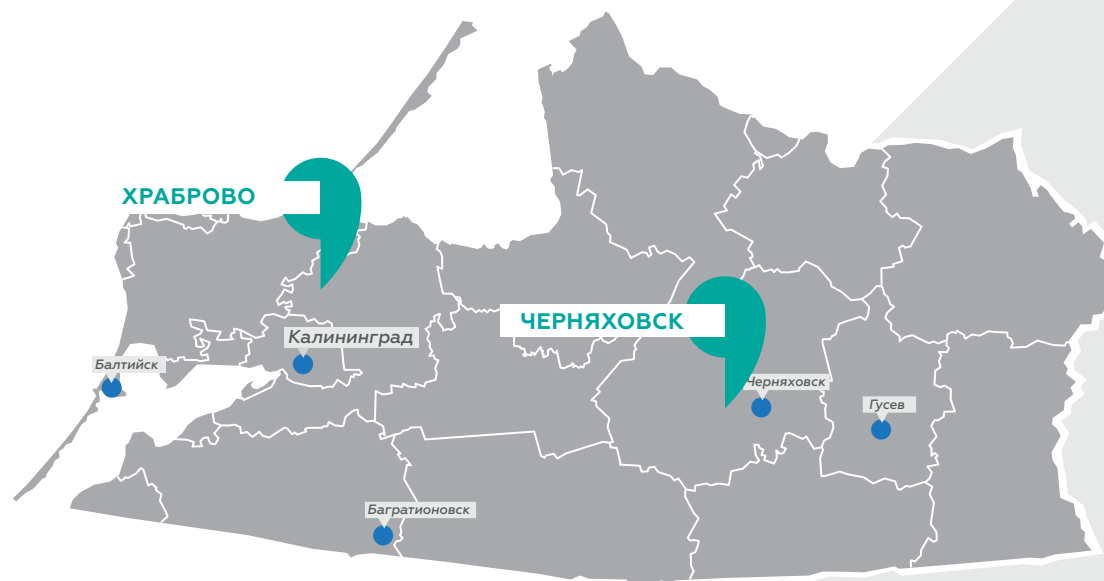 ХРАБРОВО
ЧЕРНЯХОВСК
Калининград
Балтийск
Черняховск
Гусев
Багратионовск